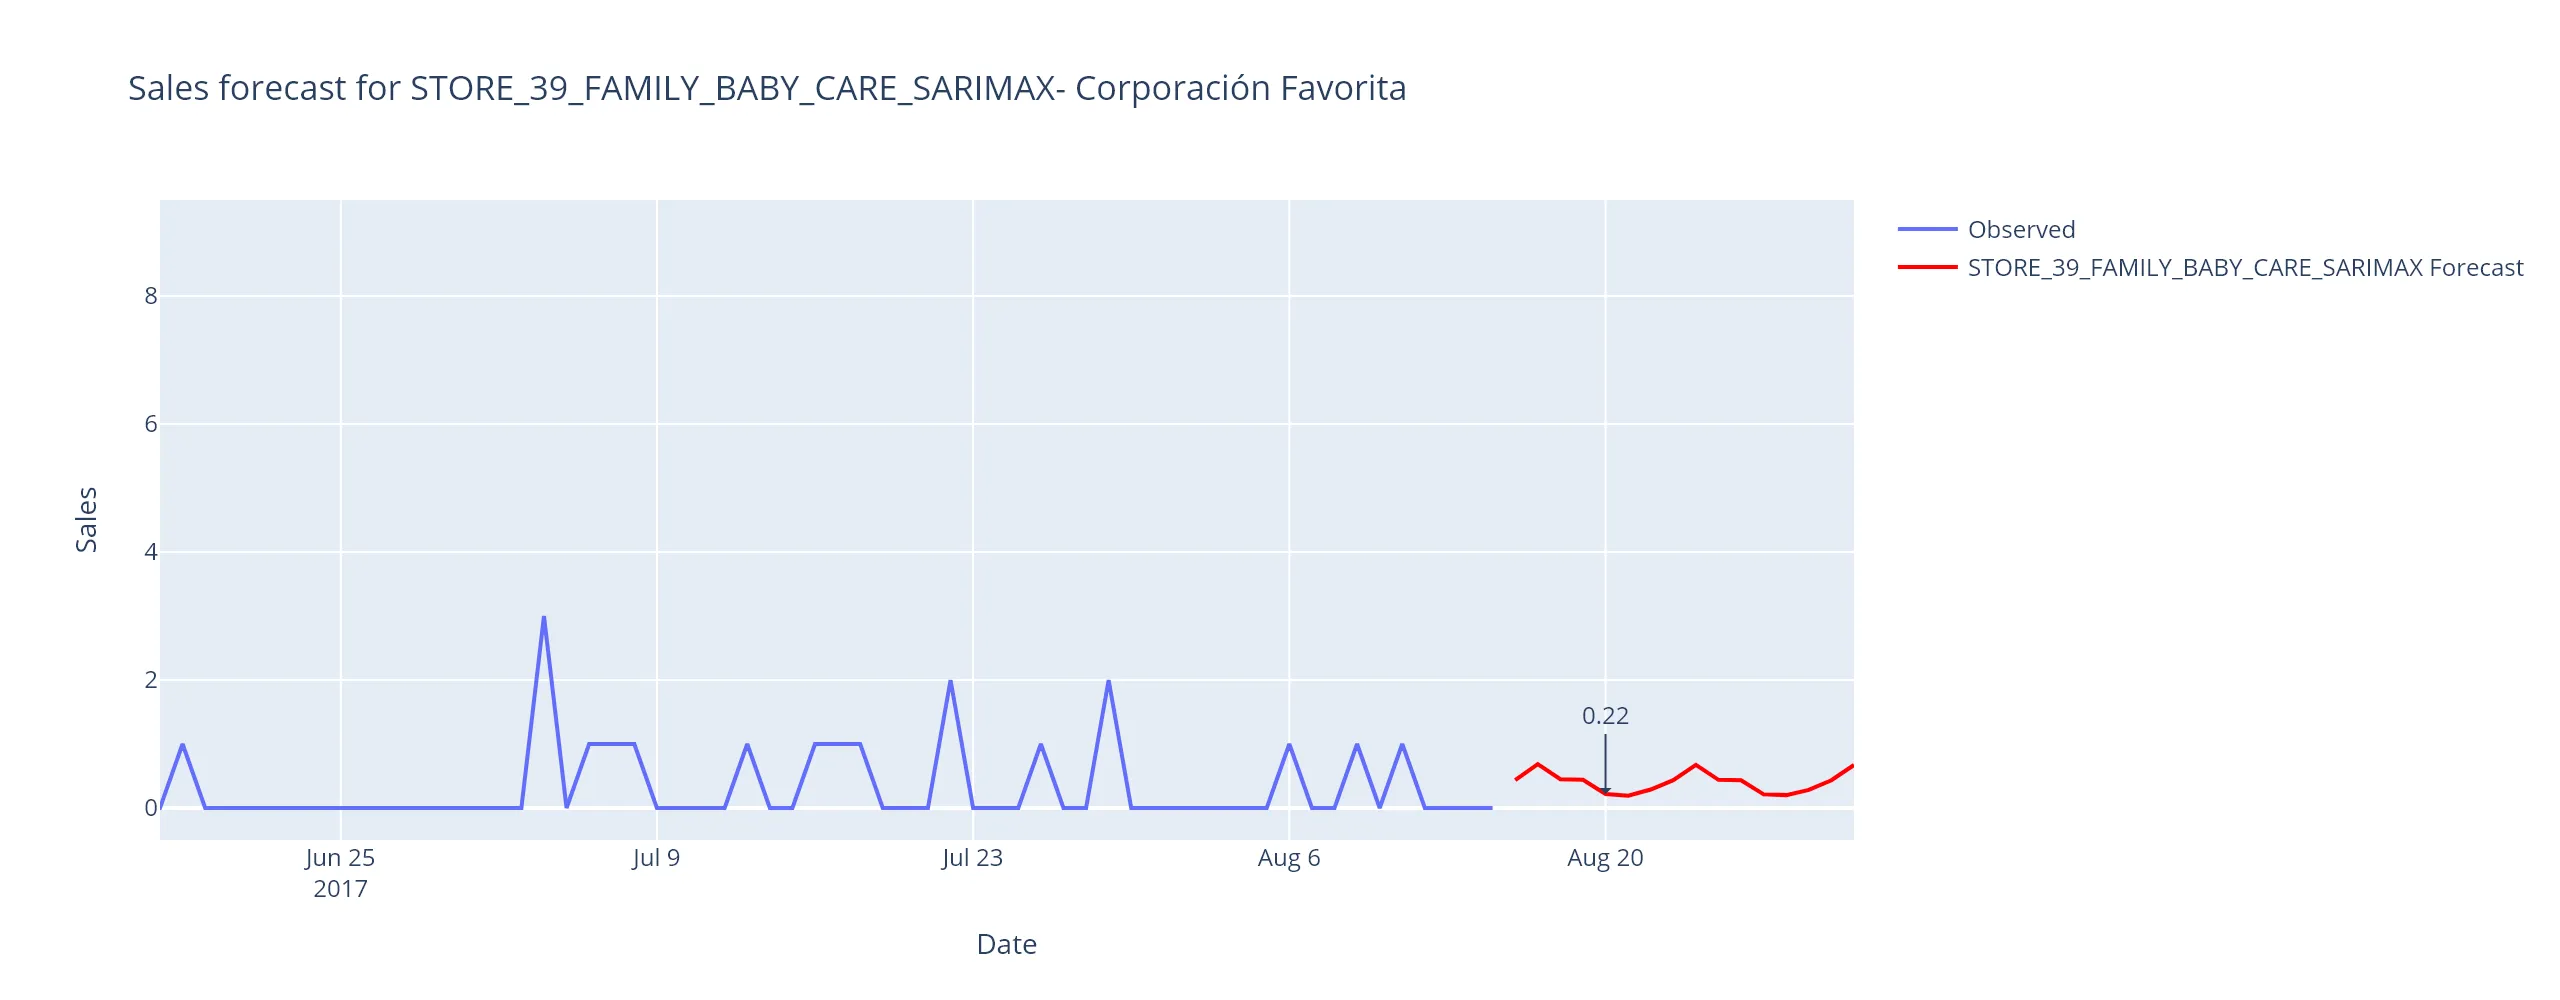 Sales forecast for STORE_39_FAMILY_BABY_CARE_SARIMAX- Corporación Favorita
Observed
STORE_39_FAMILY_BABY_CARE_SARIMAX Forecast
8
6
4
2
0
Sales
0.22
Jun 25
2017
Jul 9
Jul 23
Aug 6
Aug 20
Date